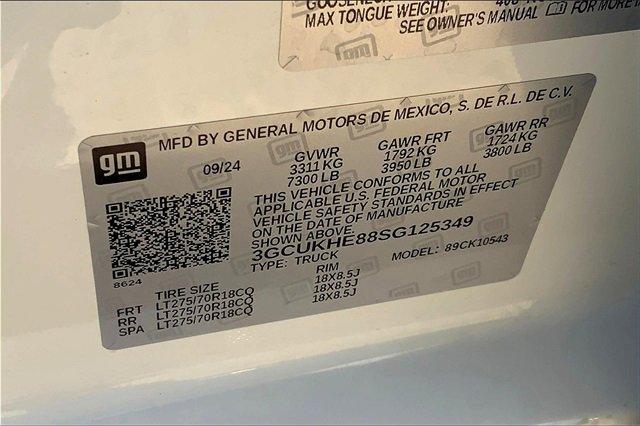 GOOSENECK
MAX TONGUE WEIGHT:
SEE OWNER'S MANUAL FOR MORE
gm
MFD BY GENERAL MOTORS DE MEXICO, S. DE R.L. DE C.V.
09/24 GVWR GAWR FRT GAWR RR
3311 KG 1792 KG 1724 KG
7300 LB 3950 LB 3800 LB
THIS VEHICLE CONFORMS TO ALL
APPLICABLE U.S. FEDERAL MOTOR
VEHICLE SAFETY STANDARDS IN EFFECT
ON THE DATE OF MANUFACTURE
SHOWN ABOVE.
3GCUKHE88SG125349
TYPE: TRUCK MODEL: 89CK10543
8624
TIRE SIZE RIM
FRT LT275/70R18CQ 18X8.5J
RR LT275/70R18CQ 18X8.5J
SPA LT275/70R18CQ 18X8.5J